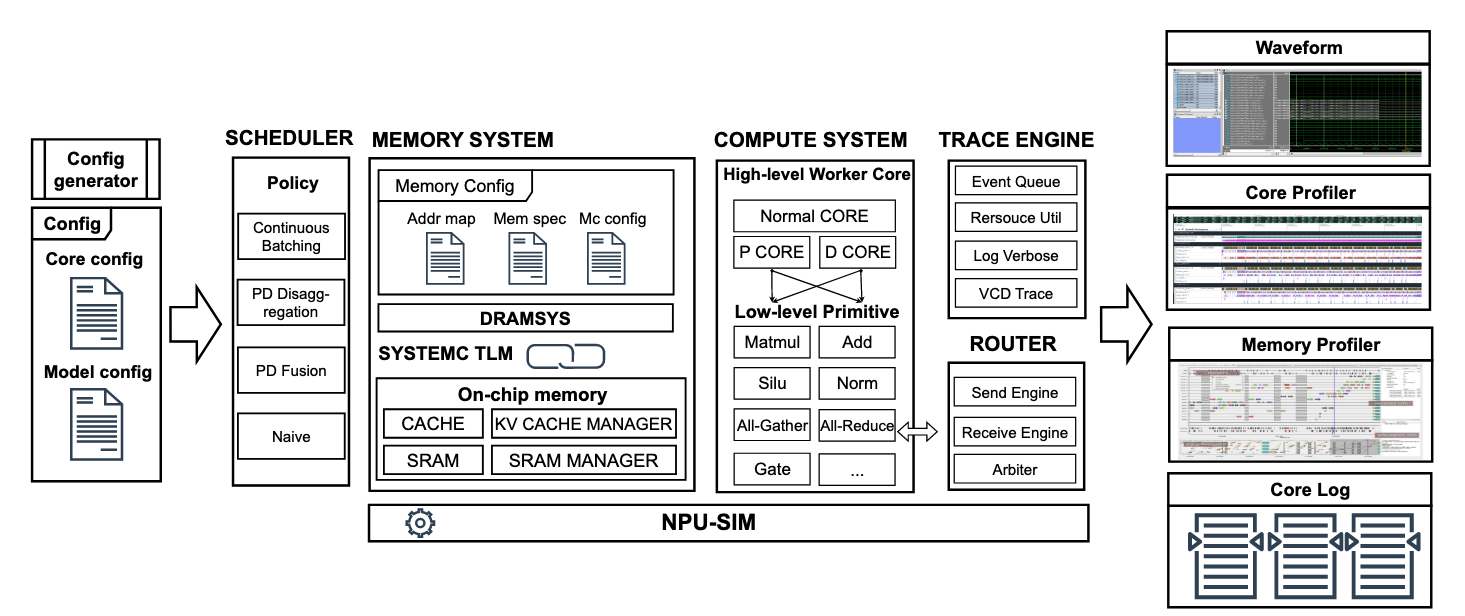 Config
generator
Config
Core config
Model config
SCHEDULER
Policy
Continuous
Batching
PD Disagg-
regation
PD Fusion
Naive
MEMORY SYSTEM
Memory Config
Addr map
Mem spec
Mc config
DRAMSYS
SYSTEMC TLM
On-chip memory
CACHE
KV CACHE MANAGER
SRAM
SRAM MANAGER
COMPUTE SYSTEM
High-level Worker Core
Normal CORE
P CORE
D CORE
Low-level Primitive
Matmul
Add
Silu
Norm
All-Gather
All-Reduce
Gate
...
TRACE ENGINE
Event Queue
Rersouce Util
Log Verbose
VCD Trace
ROUTER
Send Engine
Receive Engine
Arbiter
NPU-SIM
Waveform
Core Profiler
Memory Profiler
Core Log